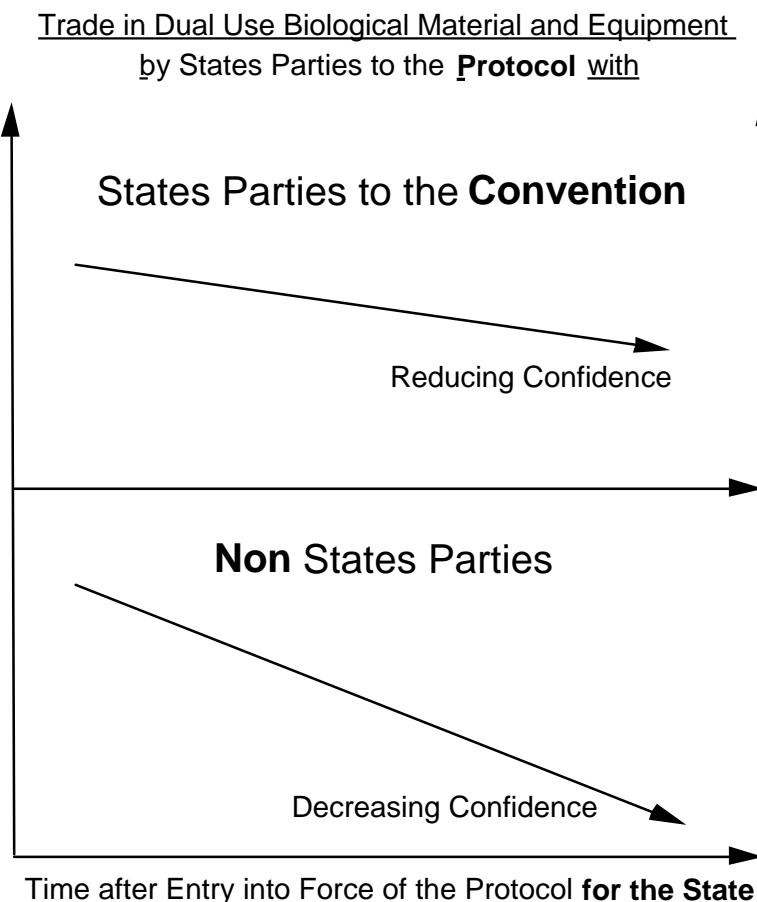 Trade in Dual Use Biological Material and Equipment
by States Parties to the Protocol with
States Parties to the Convention
Reducing Confidence
Non States Parties
Decreasing Confidence
Time after Entry into Force of the Protocol for the State